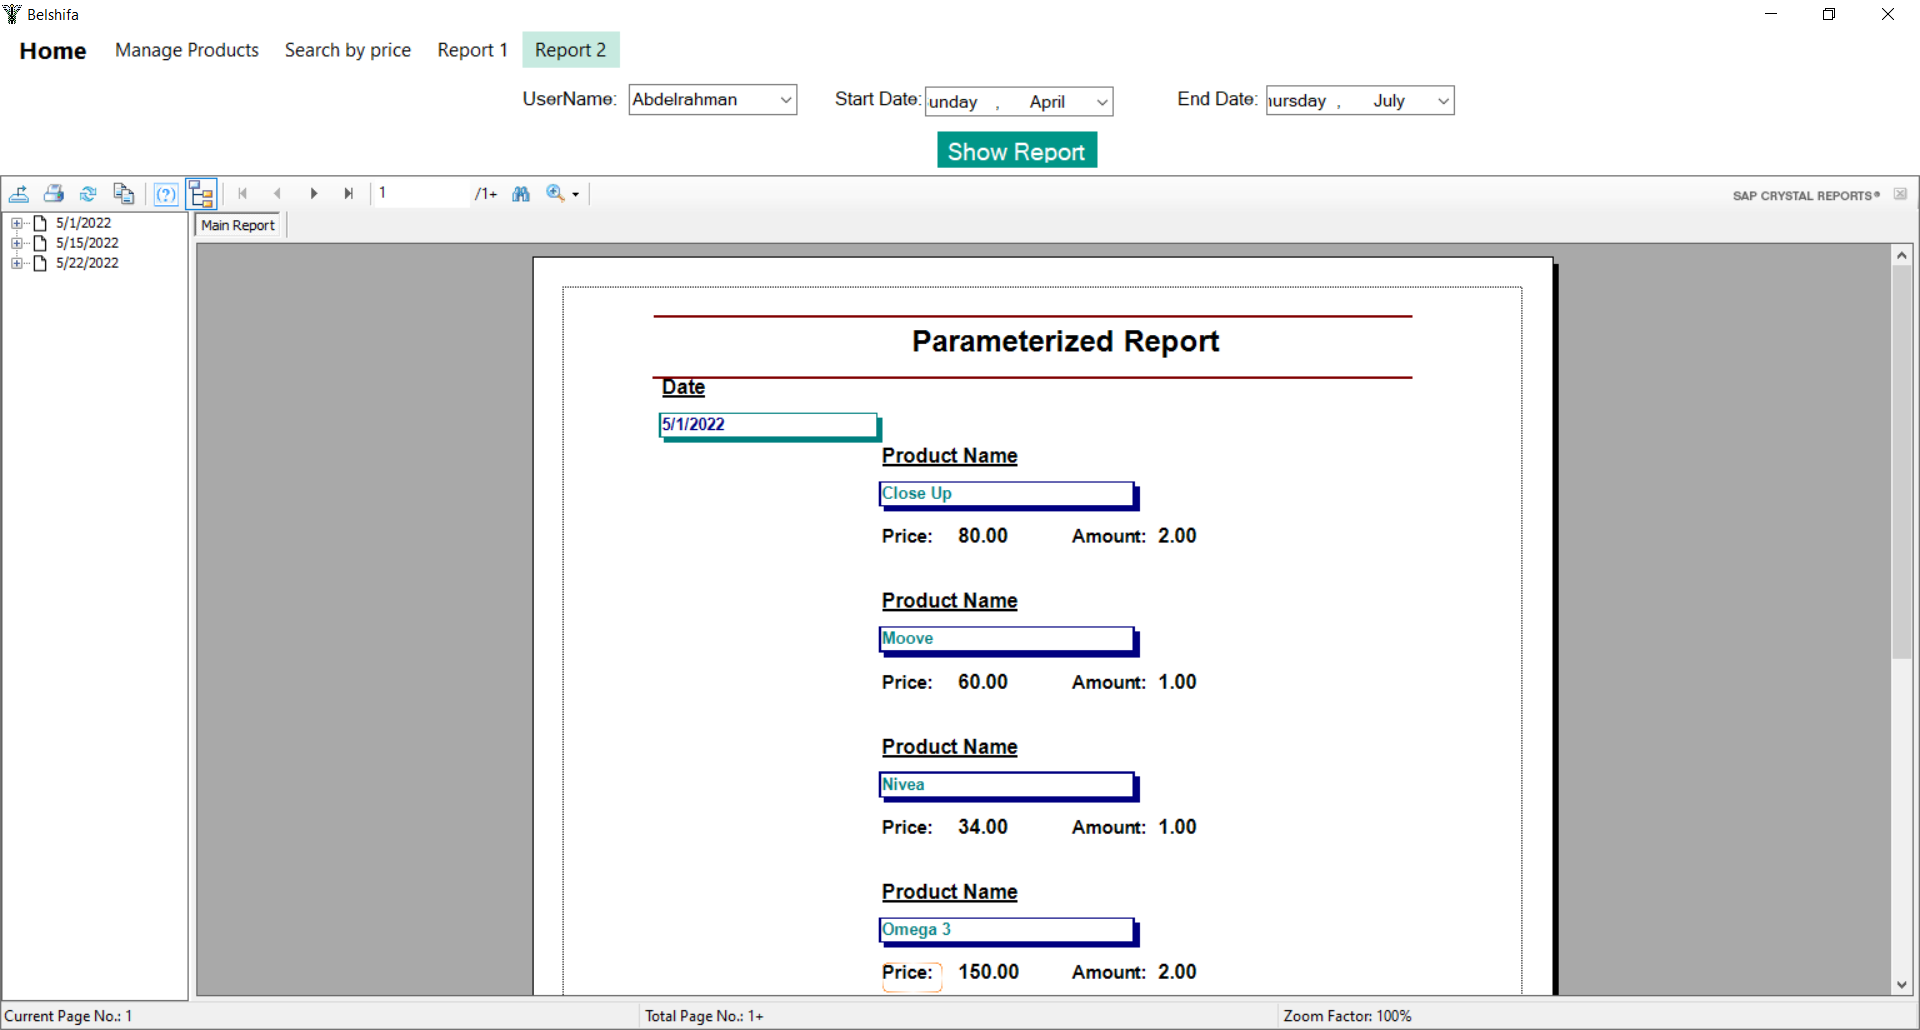 Belshifa
Home Manage Products Search by price Report 1 Report 2
UserName: Abdelrahman Start Date: unday , April End Date: ursday , July
Show Report
1 /1+ SAP CRYSTAL REPORTS®
5/1/2022
5/15/2022
5/22/2022
Main Report
Parameterized Report
Date
5/1/2022
Product Name
Close Up
Price: 80.00 Amount: 2.00
Product Name
Moove
Price: 60.00 Amount: 1.00
Product Name
Nivea
Price: 34.00 Amount: 1.00
Product Name
Omega 3
Price: 150.00 Amount: 2.00
Current Page No.: 1 Total Page No.: 1+ Zoom Factor: 100%